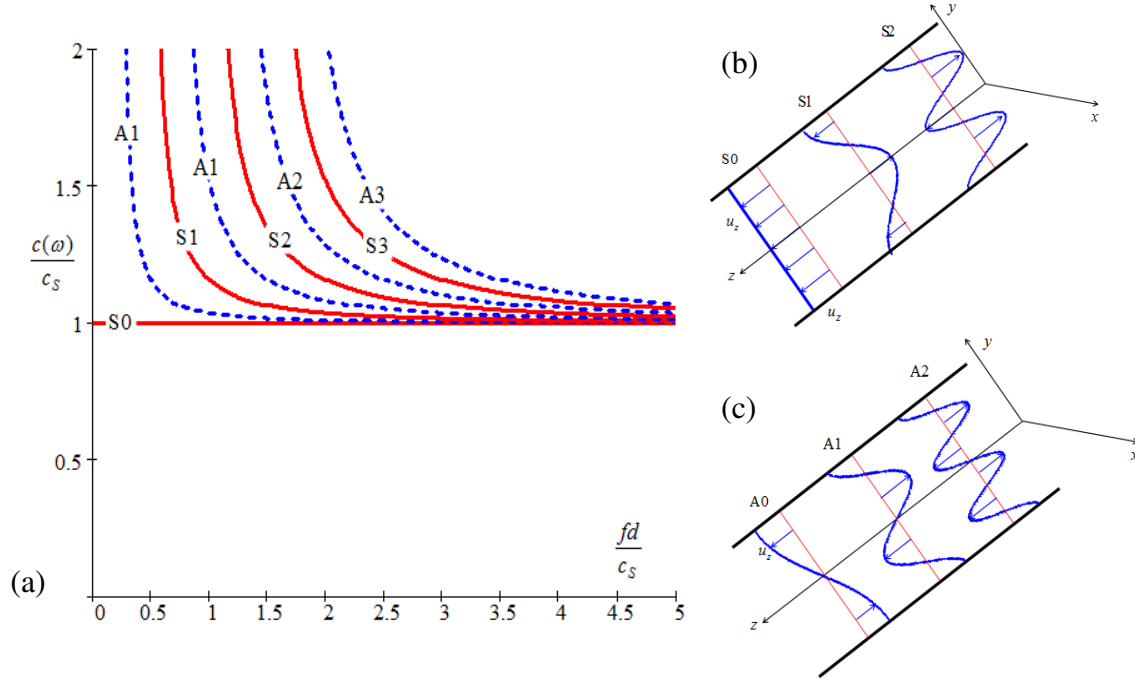 (a)
c(ω)
c_S
2
1.5
1
0.5
0 0.5 1 1.5 2 2.5 3 3.5 4 4.5 5
fd
c_S
A1
A1
A2
A3
S1
S2
S3
S0
(b)
S2
S1
S0
y
x
z
u_z
u_z
(c)
A2
A1
A0
y
x
z
u_z